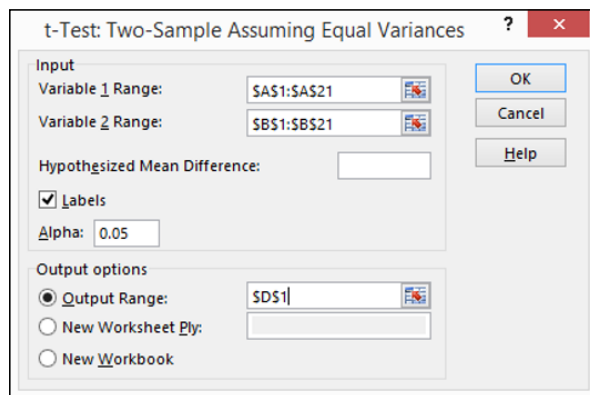 t-Test: Two-Sample Assuming Equal Variances ? ×
Input
Variable 1 Range: $A$1:$A$21
Variable 2 Range: $B$1:$B$21
Hypothesized Mean Difference:
Labels
Alpha: 0.05
OK
Cancel
Help
Output options
Output Range: $D$1
New Worksheet Ply:
New Workbook